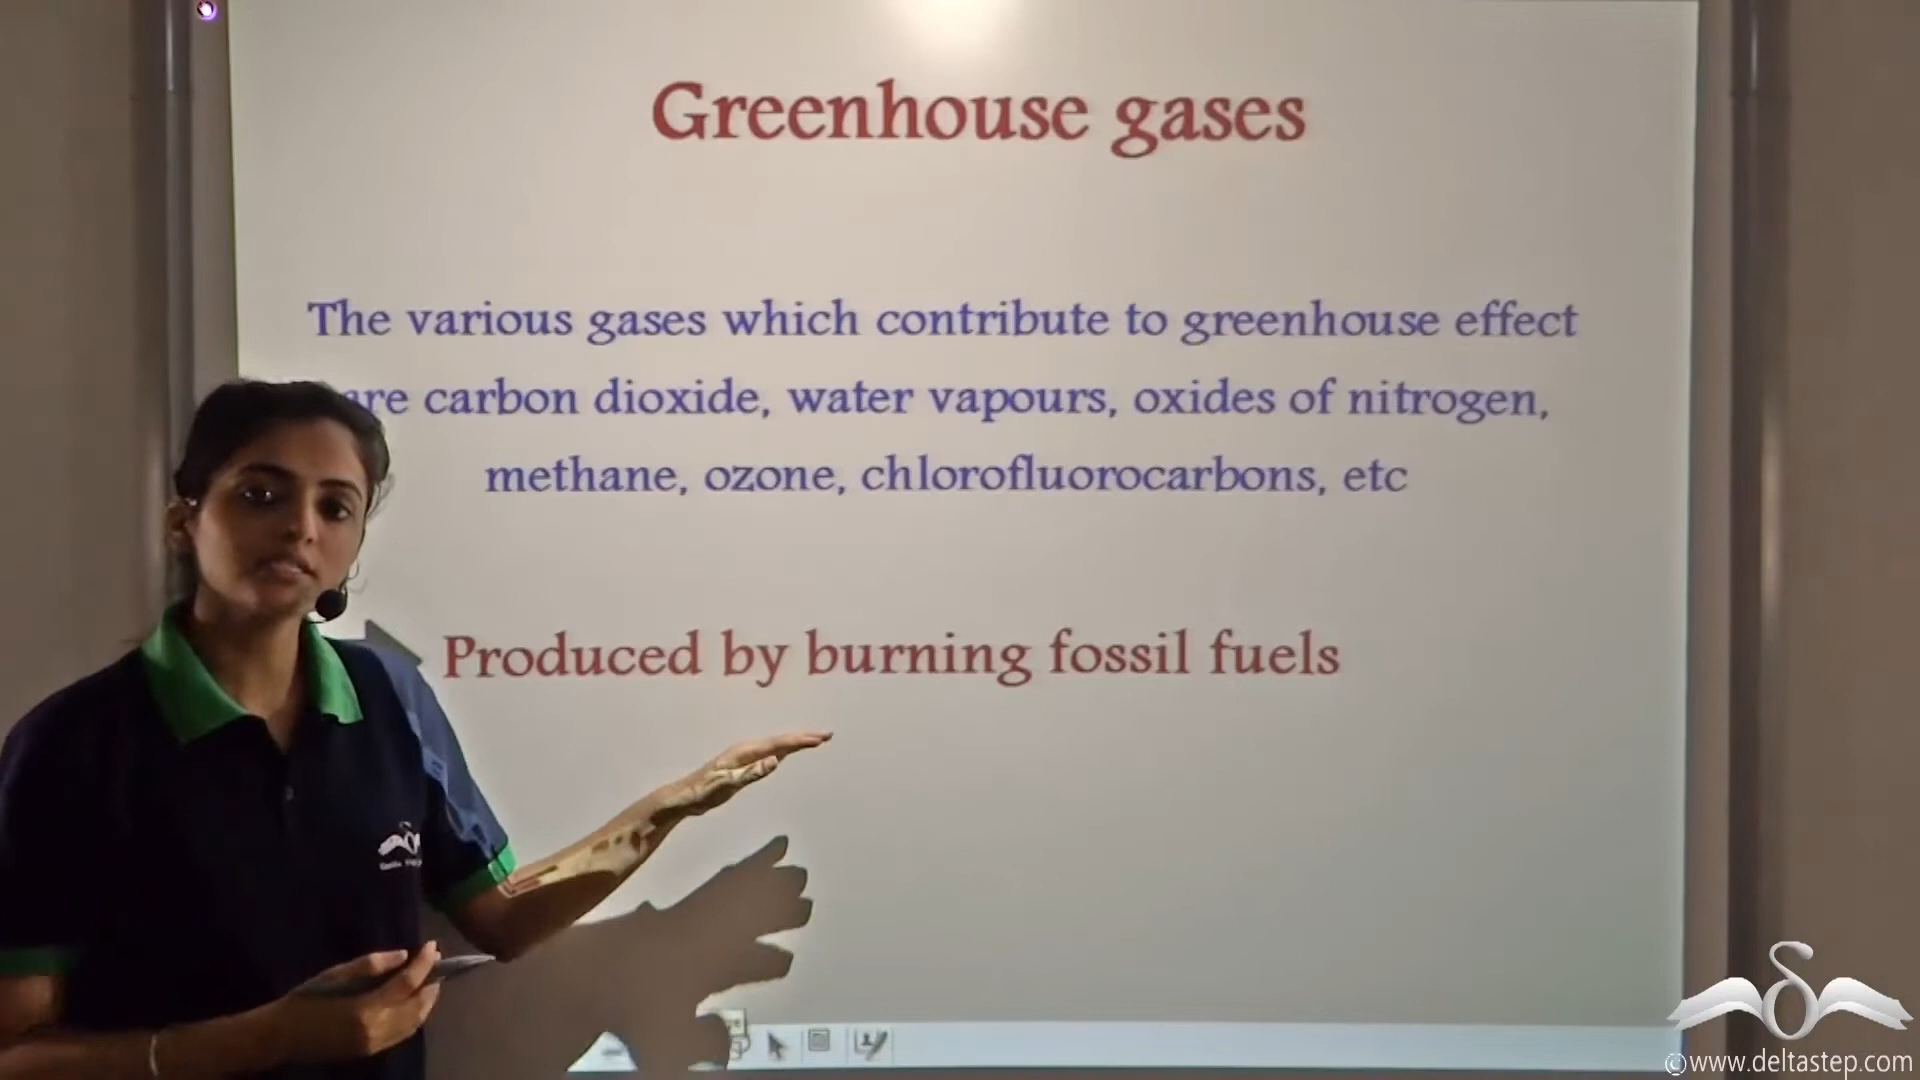 Greenhouse gases
The various gases which contribute to greenhouse effect
are carbon dioxide, water vapours, oxides of nitrogen,
methane, ozone, chlorofluorocarbons, etc
Produced by burning fossil fuels
©www.deltastep.com